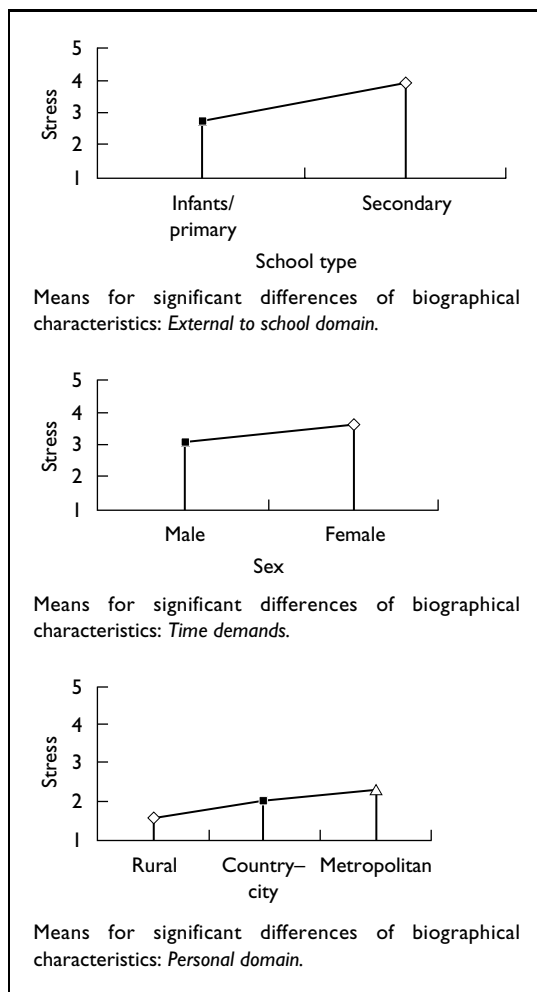 5
4
3
2
1
Stress
Infants/
primary
Secondary
School type
Means for significant differences of biographical
characteristics: External to school domain.
5
4
3
2
1
Stress
Male
Female
Sex
Means for significant differences of biographical
characteristics: Time demands.
5
4
3
2
1
Stress
Rural
Country–
city
Metropolitan
Means for significant differences of biographical
characteristics: Personal domain.